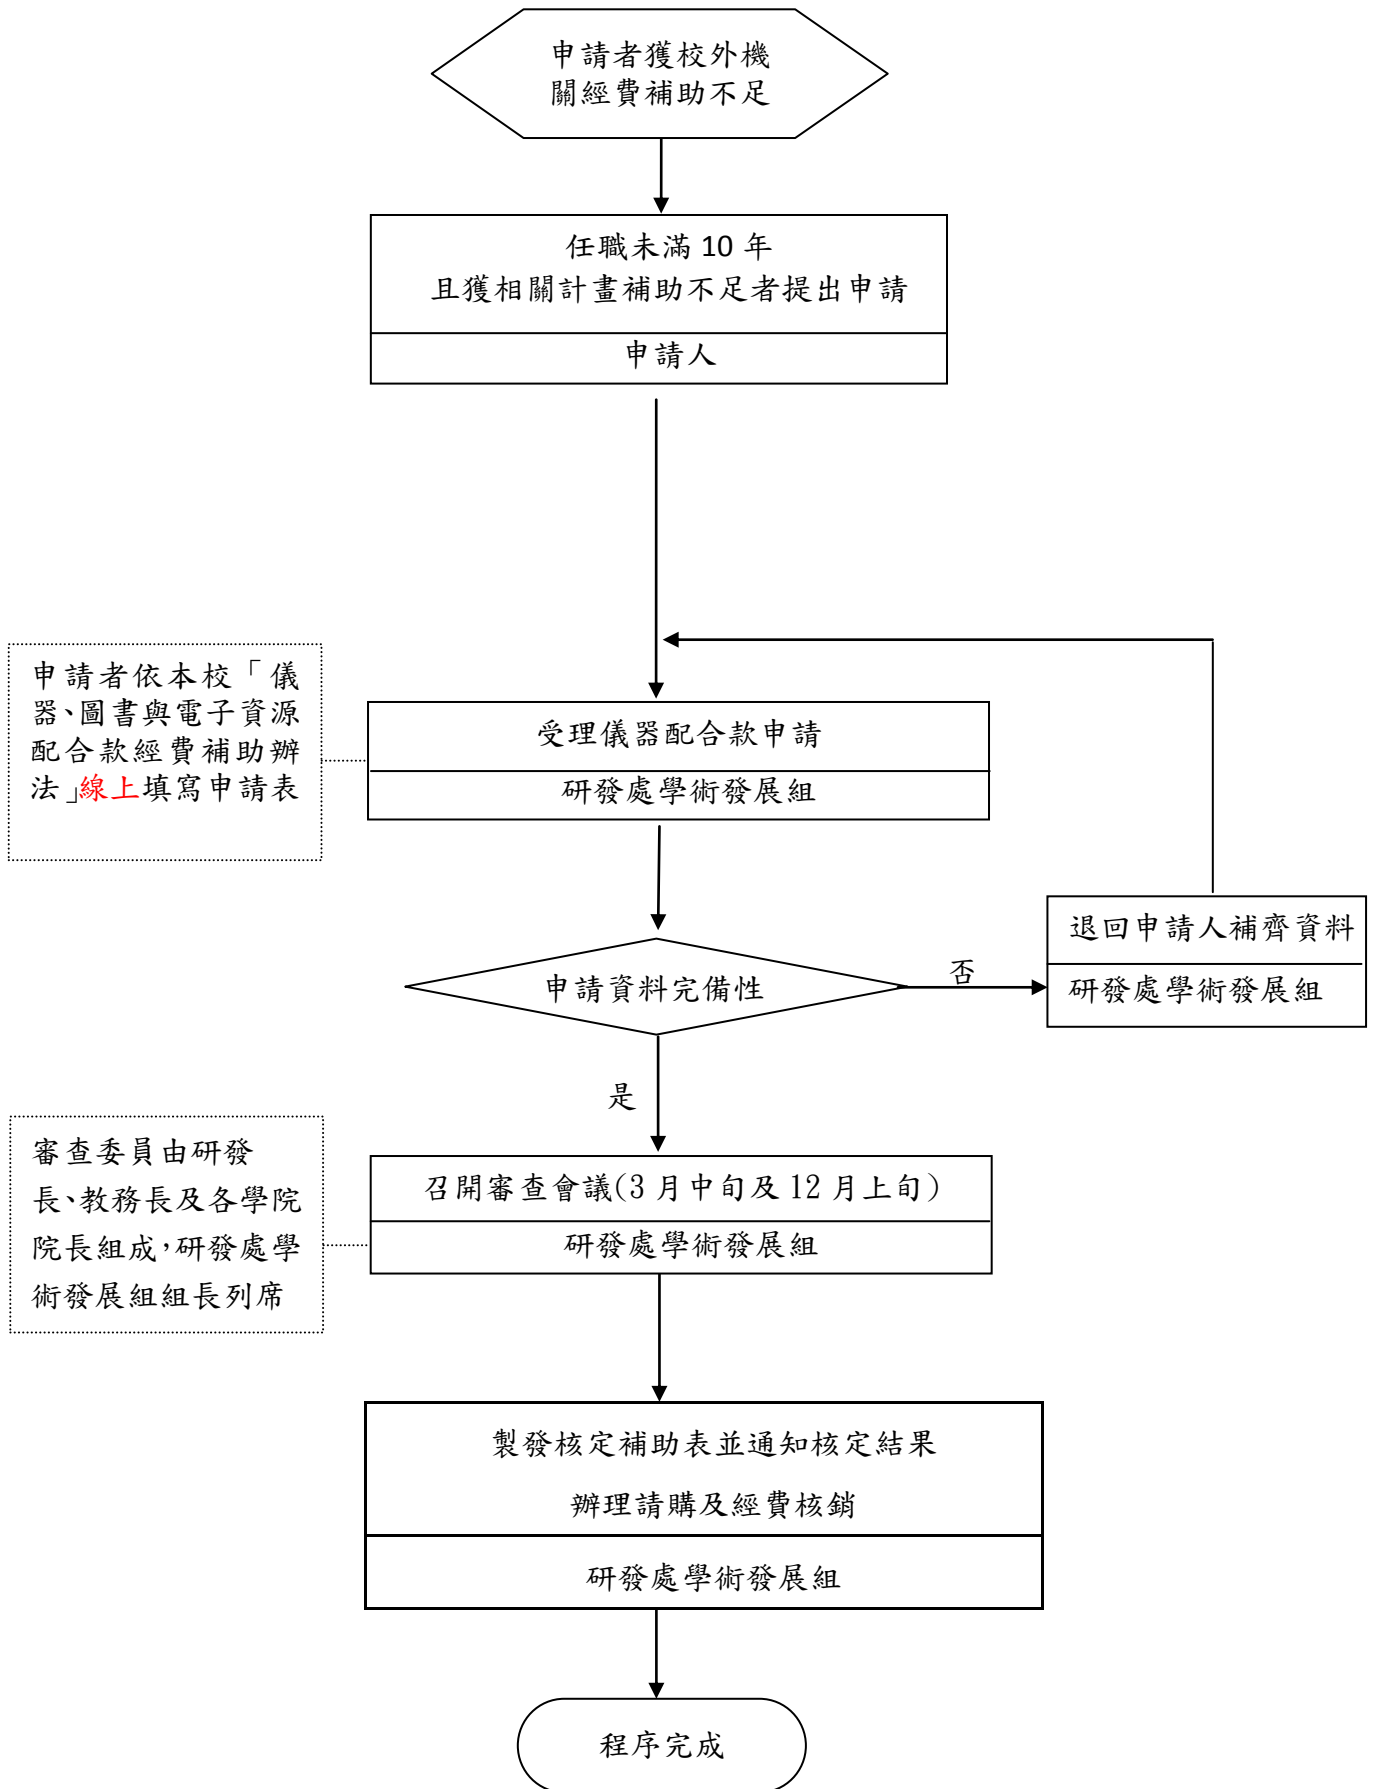 申請者獲校外機
關經費補助不足
任職未滿 10 年
且獲相關計畫補助不足者提出申請
申請人
申請者依本校「儀
器、圖書與電子資源
配合款經費補助辦
法」線上填寫申請表
受理儀器配合款申請
研發處學術發展組
申請資料完備性
否
退回申請人補齊資料
研發處學術發展組
是
審查委員由研發
長、教務長及各學院
院長組成，研發處學
術發展組組長列席
召開審查會議(3 月中旬及 12 月上旬)
研發處學術發展組
製發核定補助表並通知核定結果
辦理請購及經費核銷
研發處學術發展組
程序完成